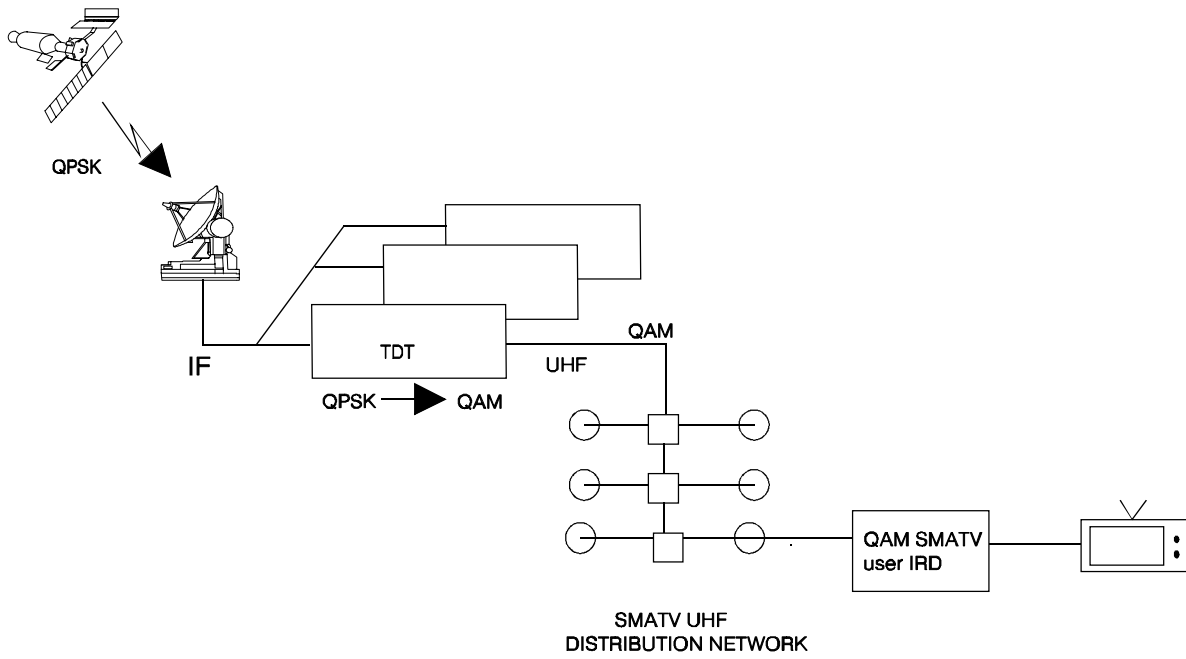 QPSK
QAM
TDT
IF
UHF
QPSK QAM
QAM SMATV
user IRD
SMATV UHF
DISTRIBUTION NETWORK